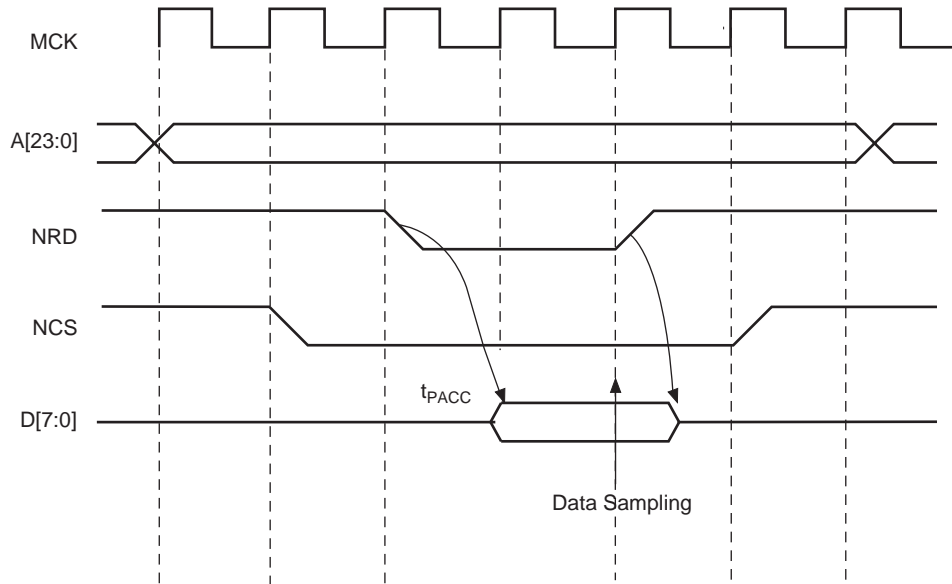 MCK
A[23:0]
NRD
NCS
tPACC
D[7:0]
Data Sampling